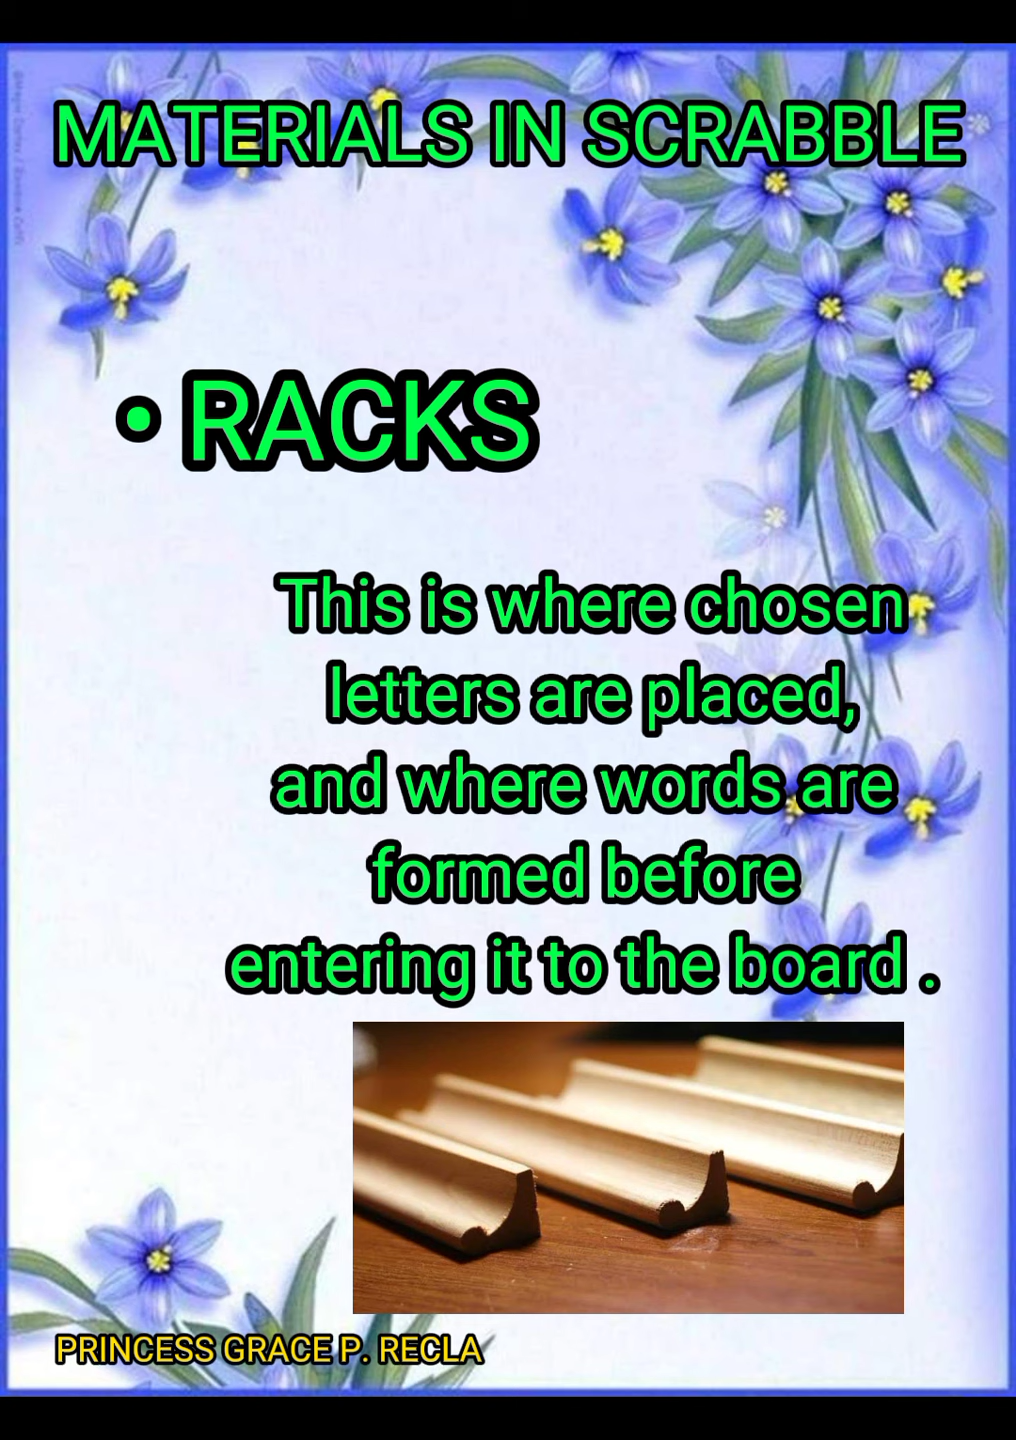 MATERIALS IN SCRABBLE
• RACKS
This is where chosen
letters are placed,
and where words are
formed before
entering it to the board .
PRINCESS GRACE P. RECLA